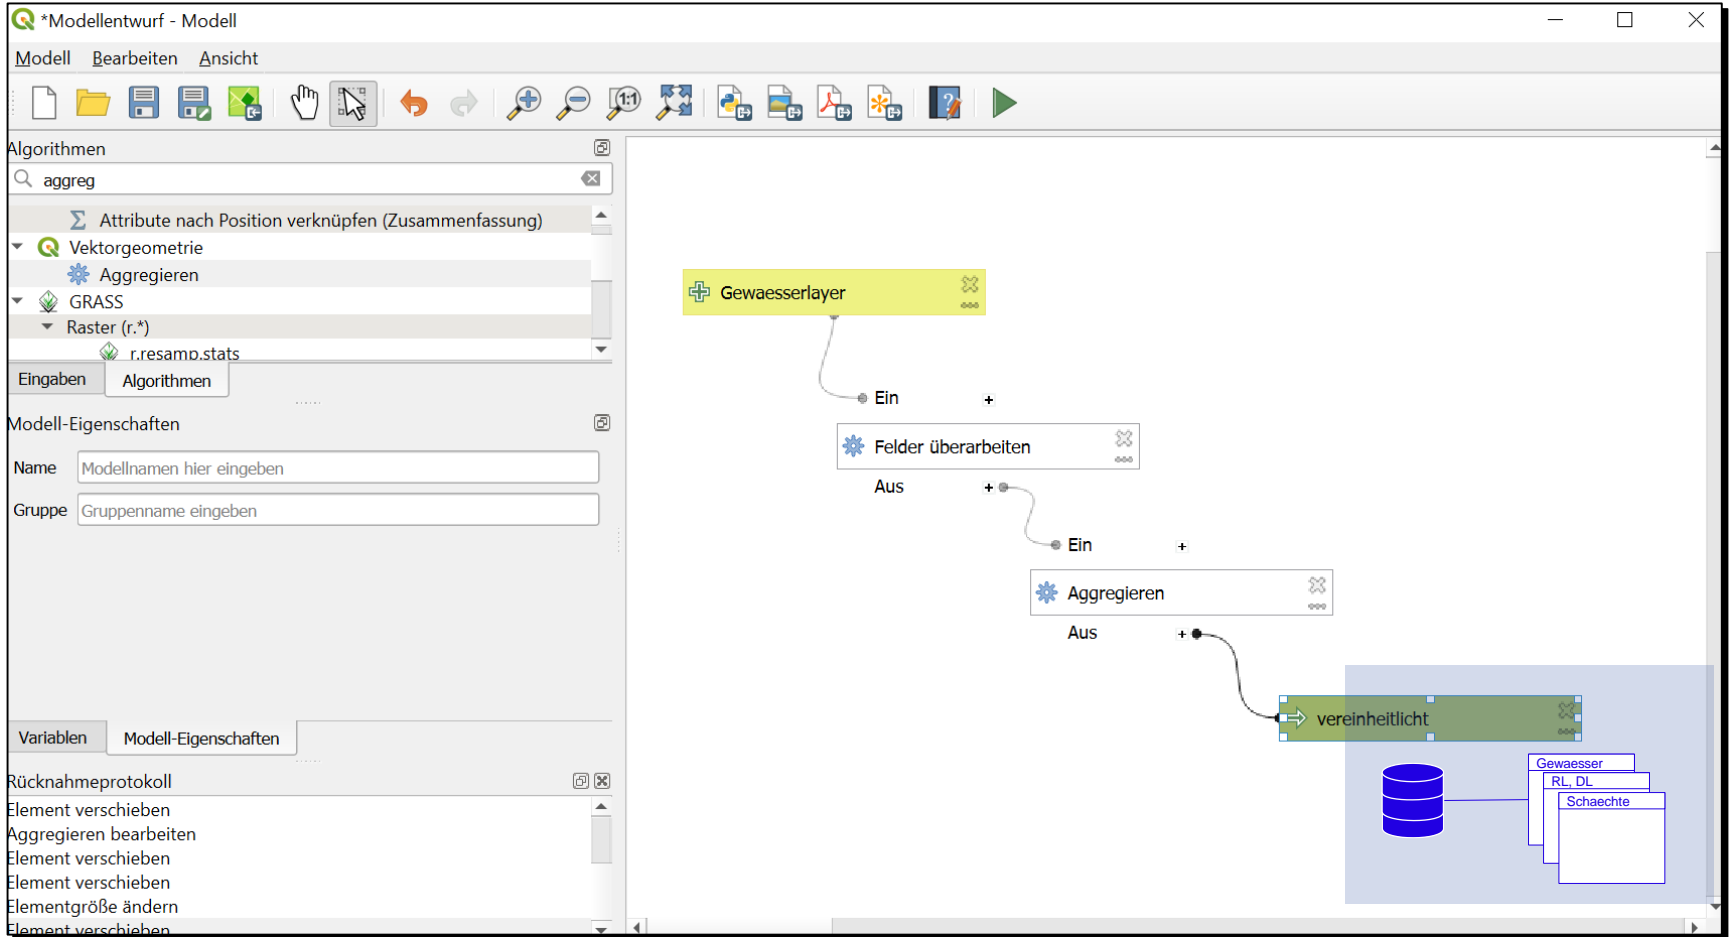 *Modellentwurf - Modell
Modell Bearbeiten Ansicht
1:1
Algorithmen
aggreg
Attribute nach Position verknüpfen (Zusammenfassung)
Vektorgeometrie
Aggregieren
GRASS
Raster (r.*)
r.resamp.stats
Eingaben Algorithmen
Modell-Eigenschaften
Name Modellnamen hier eingeben
Gruppe Gruppenname eingeben
Variablen Modell-Eigenschaften
Rücknahmeprotokoll
Element verschieben
Aggregieren bearbeiten
Element verschieben
Element verschieben
Elementgröße ändern
Element verschieben
Gewaesserlayer
Ein
Felder überarbeiten
Aus
Ein
Aggregieren
Aus
vereinheitlicht
Gewaesser
RL, DL
Schaechte